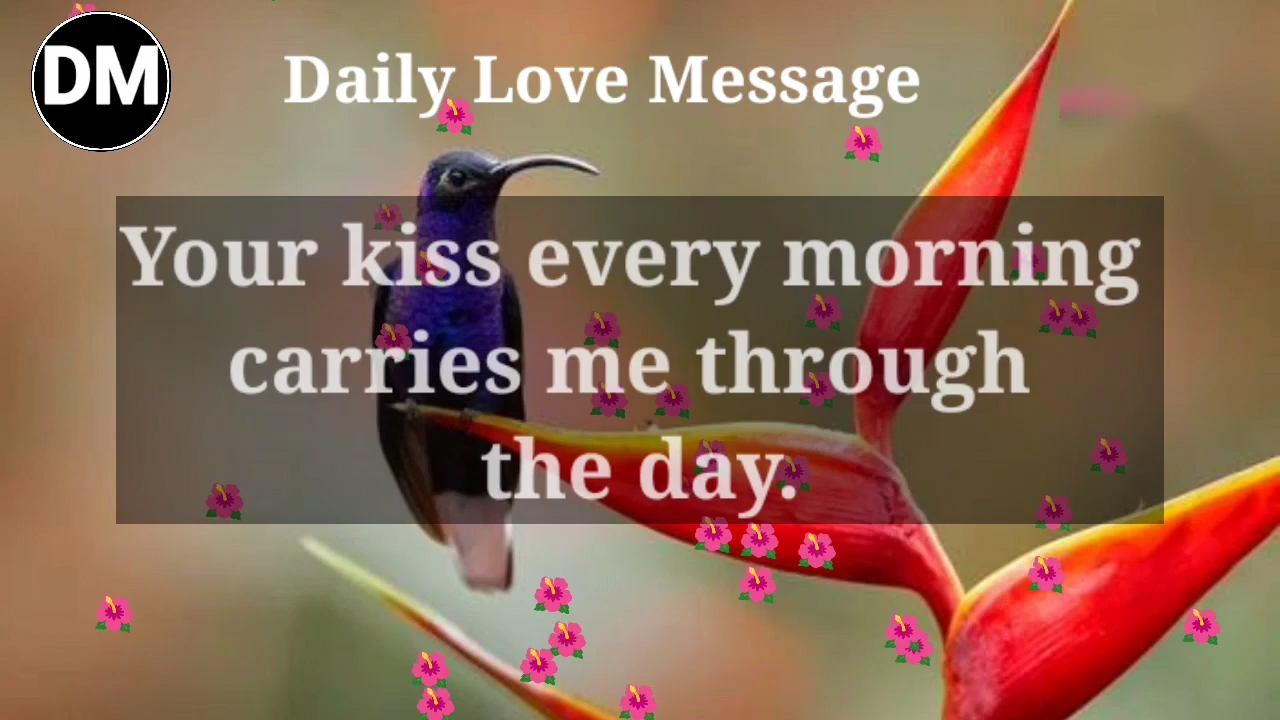 DM
Daily Love Message
Your kiss every morning
carries me through
the day.